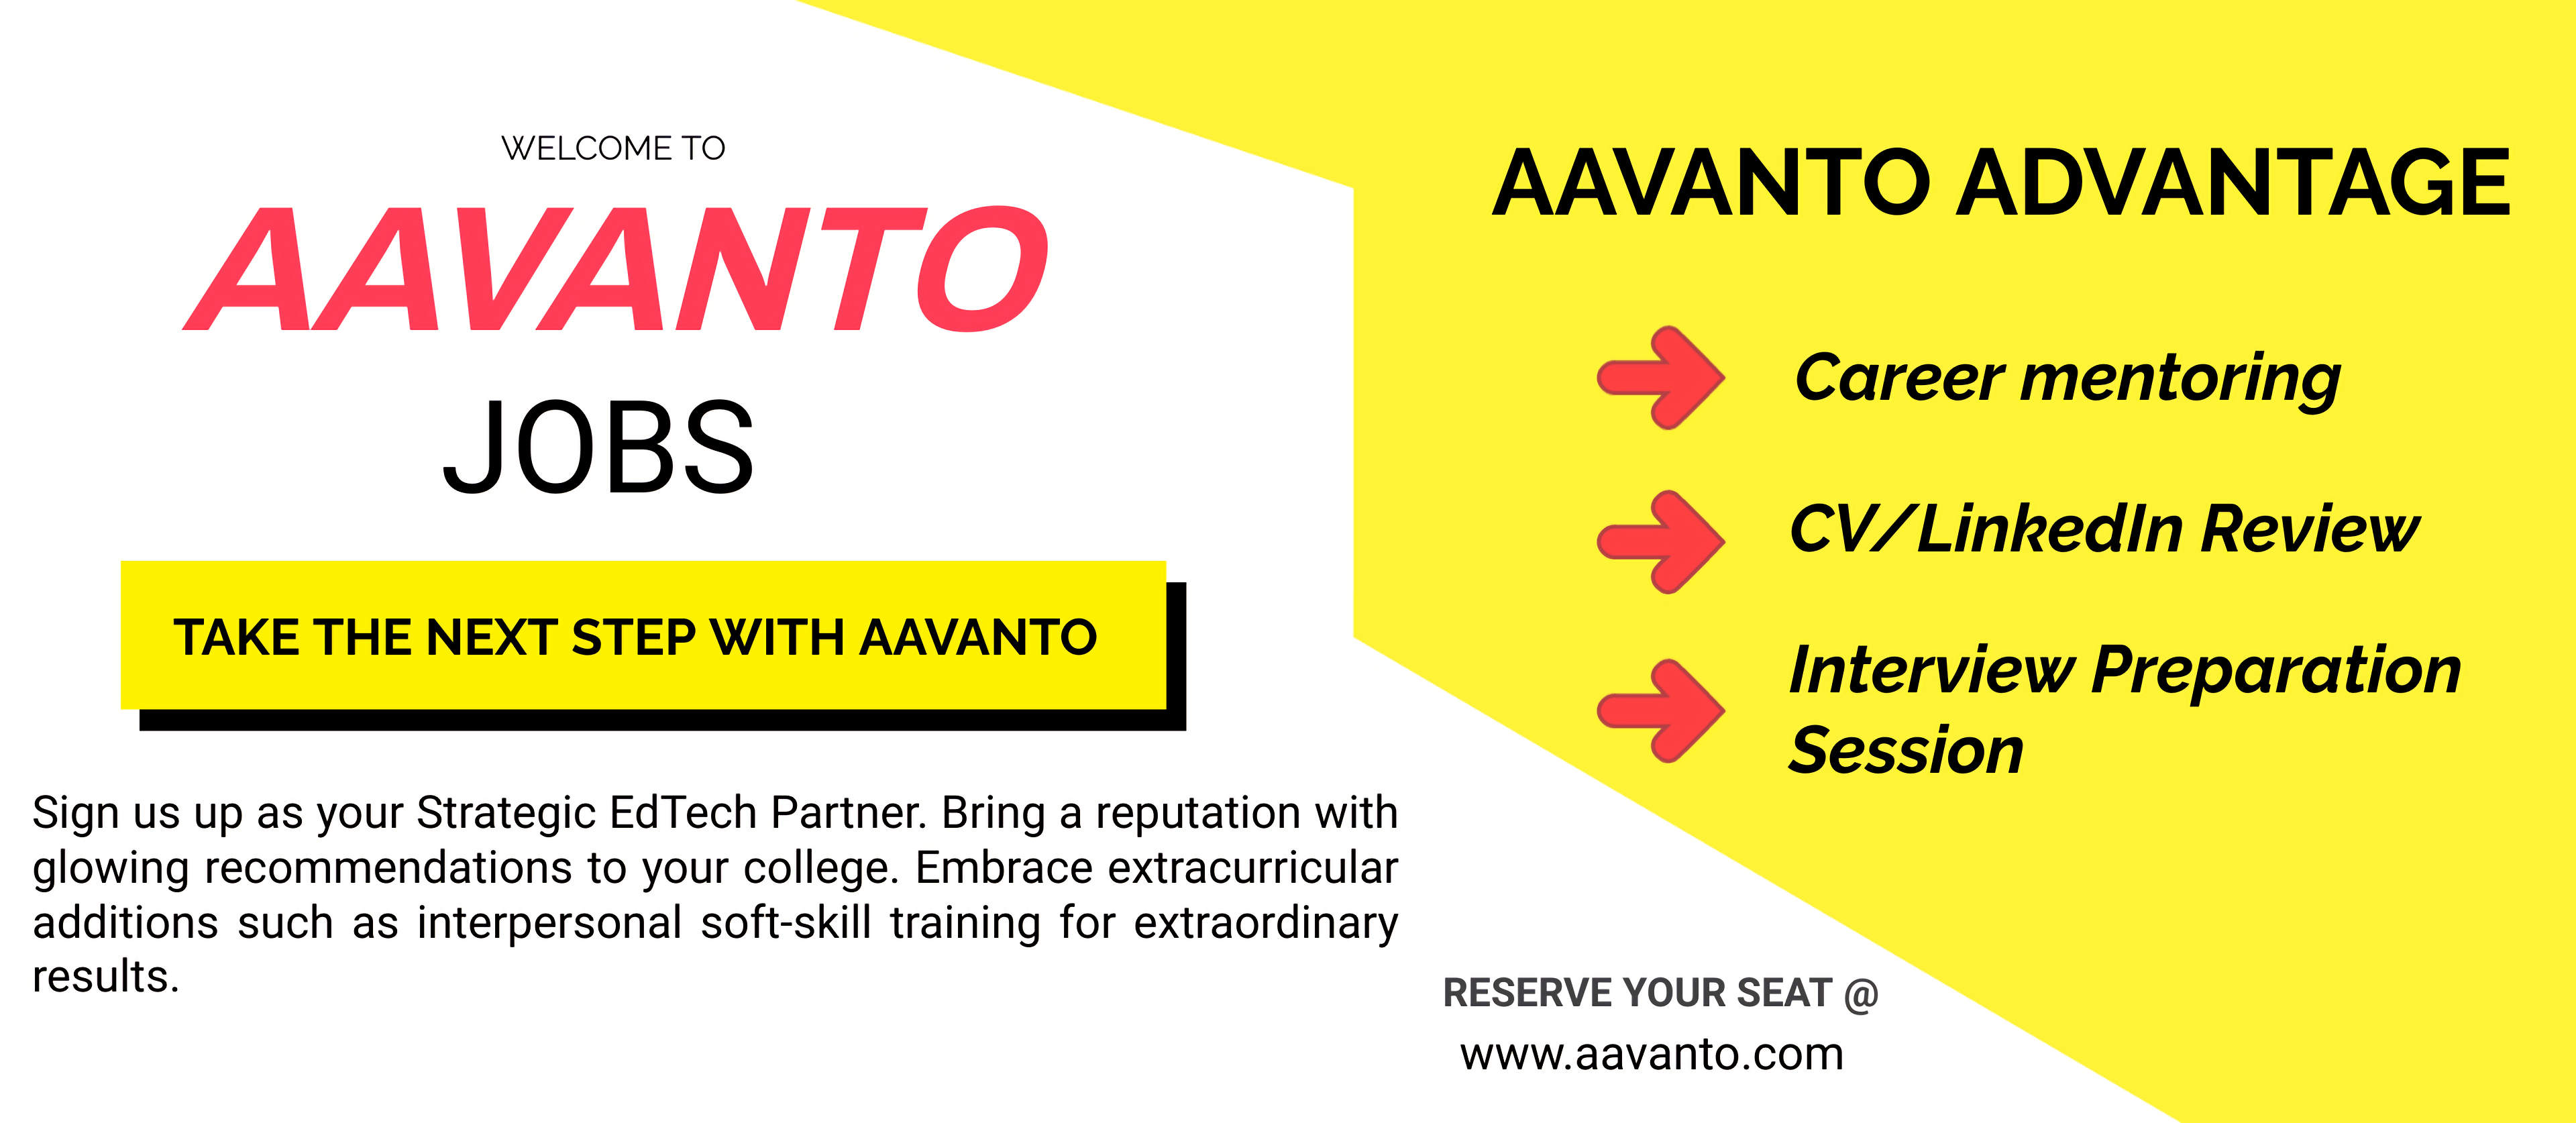 WELCOME TO
AAVANTO
JOBS
TAKE THE NEXT STEP WITH AAVANTO
Sign us up as your Strategic EdTech Partner. Bring a reputation with
glowing recommendations to your college. Embrace extracurricular
additions such as interpersonal soft-skill training for extraordinary
results.
AAVANTO ADVANTAGE
Career mentoring
CV/LinkedIn Review
Interview Preparation
Session
RESERVE YOUR SEAT @
www.aavanto.com